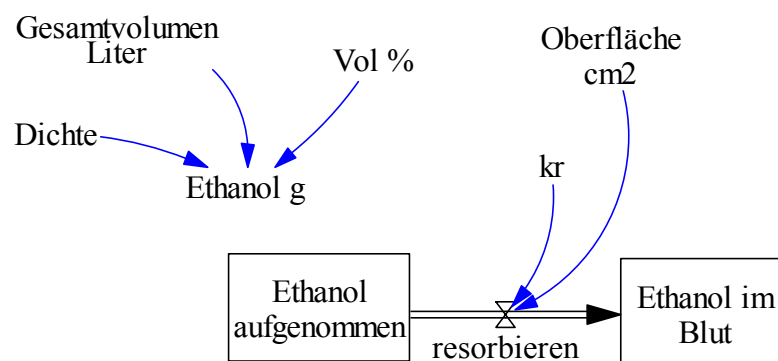 Gesamtvolumen
Liter
Vol %
Oberfläche
cm2
Dichte
Ethanol g
kr
Ethanol
aufgenommen
resorbieren
Ethanol im
Blut